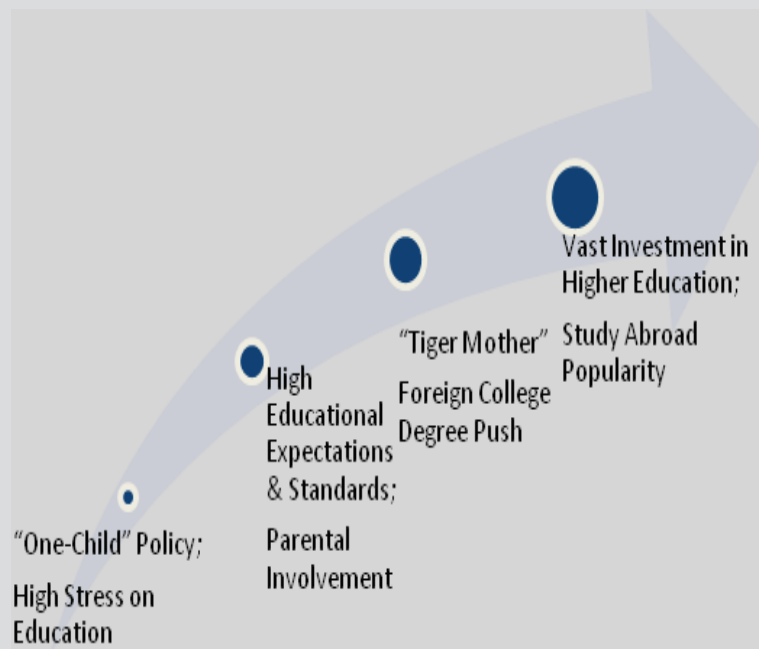 “One-Child” Policy;
High Stress on
Education
High
Educational
Expectations
& Standards;
Parental
Involvement
“Tiger Mother”
Foreign College
Degree Push
Vast Investment in
Higher Education;
Study Abroad
Popularity